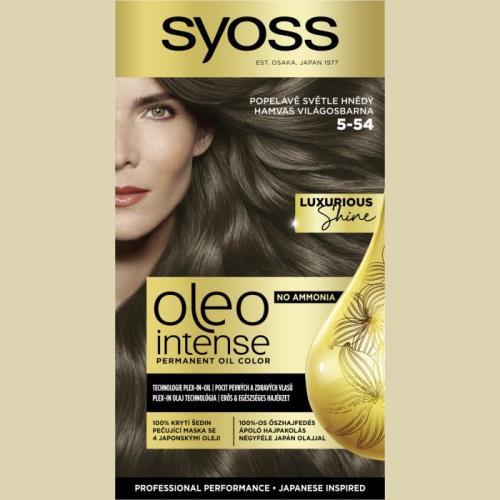 syoss
EST. OSAKA, JAPAN 1977
POPELAVĚ SVĚTLE HNĚDÝ
HAMVAS VILÁGOSBARNA
5-54
LUXURIOUS
Shine
NO AMMONIA
oleo
intense
PERMANENT OIL COLOR
TECHNOLOGIE PLEX-IN-OIL | POCIT PEVNÝCH A ZDRAVÝCH VLASŮ
PLEX-IN OLAJ TECHNOLÓGIA | ERŐS & EGÉSZSÉGES HAJÉRZET
100% KRYTÍ ŠEDIN
PEČUJÍCÍ MASKA SE
4 JAPONSKÝMI OLEJI
100%-OS ŐSZHAJFEDÉS
ÁPOLÓ HAJPAKOLÁS
NÉGYFÉLE JAPÁN OLAJJAL
PROFESSIONAL PERFORMANCE • JAPANESE INSPIRED